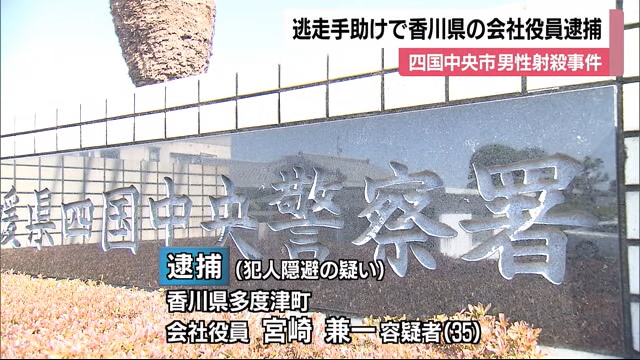 逃走手助けで香川県の会社役員逮捕
四国中央市男性射殺事件
媛県四国中央警察署
逮捕 (犯人隠避の疑い)
香川県多度津町
会社役員 宮崎 兼一容疑者(35)